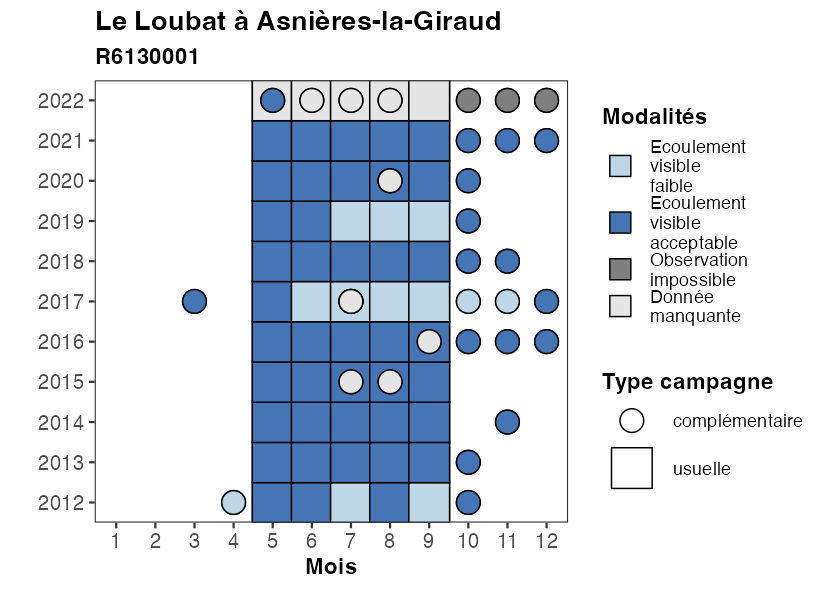 Le Loubat à Asnières-la-Giraud
R6130001
2022
2021
2020
2019
2018
2017
2016
2015
2014
2013
2012
1 2 3 4 5 6 7 8 9 10 11 12
Mois
Modalités
Ecoulement
visible
faible
Ecoulement
visible
acceptable
Observation
impossible
Donnée
manquante
Type campagne
complémentaire
usuelle